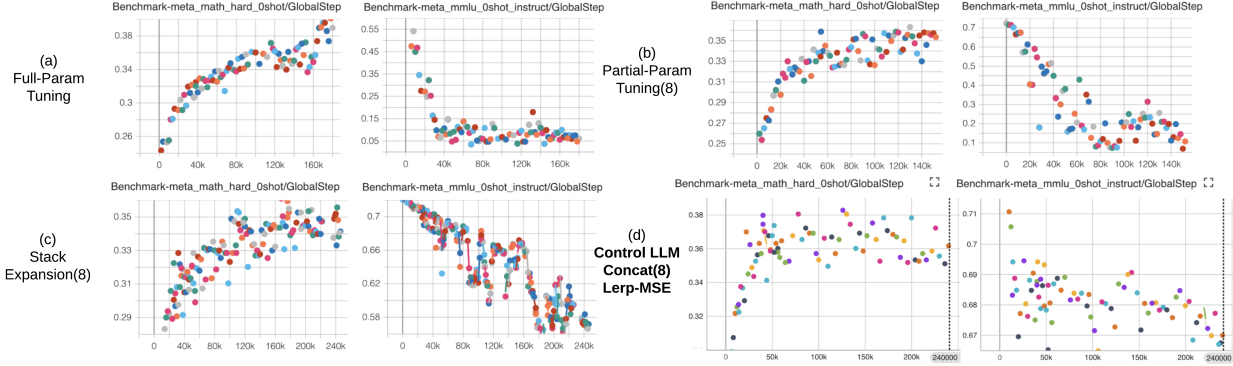 Benchmark-meta_math_hard_0shot/GlobalStep
0.38
0.34
0.3
0.26
0 40k 80k 120k 160k
Benchmark-meta_mmlu_0shot_instruct/GlobalStep
0.55
0.45
0.35
0.25
0.15
0.05
0 40k 80k 120k 160k
(a)
Full-Param
Tuning
Benchmark-meta_math_hard_0shot/GlobalStep
0.35
0.33
0.31
0.29
0.27
0.25
0 20k 40k 60k 80k 100k 120k 140k
Benchmark-meta_mmlu_0shot_instruct/GlobalStep
0.7
0.6
0.5
0.4
0.3
0.2
0.1
0 20k 40k 60k 80k 100k 120k 140k
(b)
Partial-Param
Tuning(8)
Benchmark-meta_math_hard_0shot/GlobalStep
0.35
0.33
0.31
0.29
0 40k 80k 120k 160k 200k 240k
Benchmark-meta_mmlu_0shot_instruct/GlobalStep
0.7
0.66
0.62
0.58
0 40k 80k 120k 160k 200k 240k
(c)
Stack
Expansion(8)
Benchmark-meta_math_hard_0shot/GlobalStep
0.38
0.36
0.34
0.32
0 50k 100k 150k 200k 240000
Benchmark-meta_mmlu_0shot_instruct/GlobalStep
0.71
0.7
0.69
0.68
0.67
0 50k 100k 150k 200k 240000
(d)
Control LLM
Concat(8)
Lerp-MSE